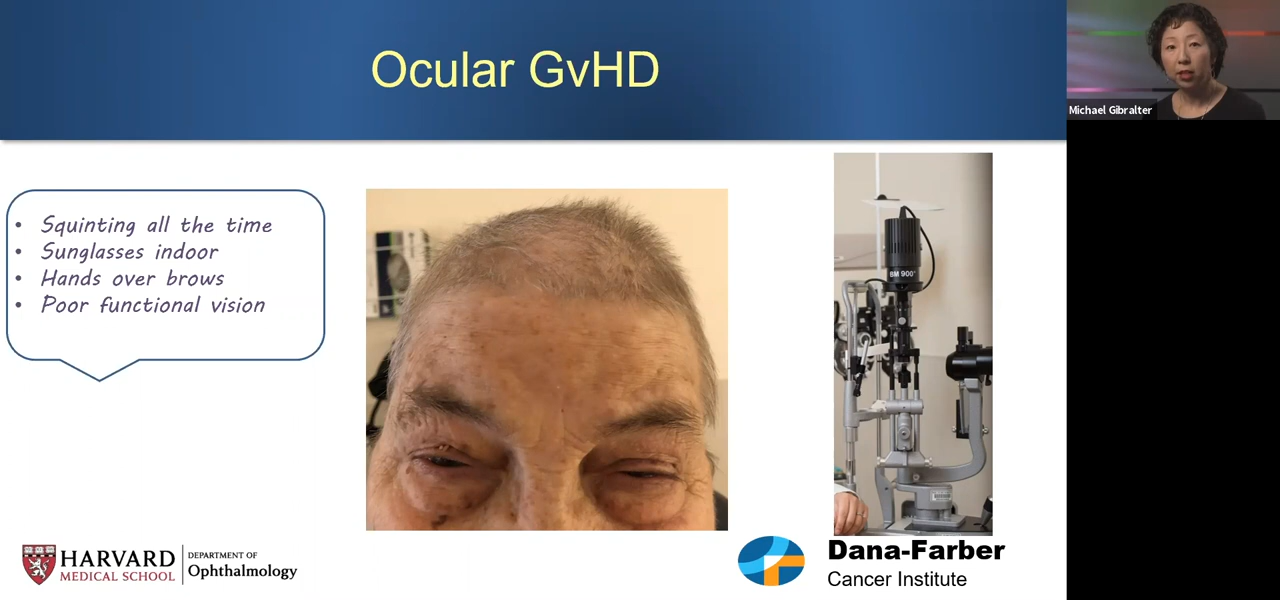 Ocular GvHD
Michael Gibralter
• Squinting all the time
• Sunglasses indoor
• Hands over brows
• Poor functional vision
BM 900
HARVARD
MEDICAL SCHOOL
DEPARTMENT OF
Ophthalmology
Dana-Farber
Cancer Institute